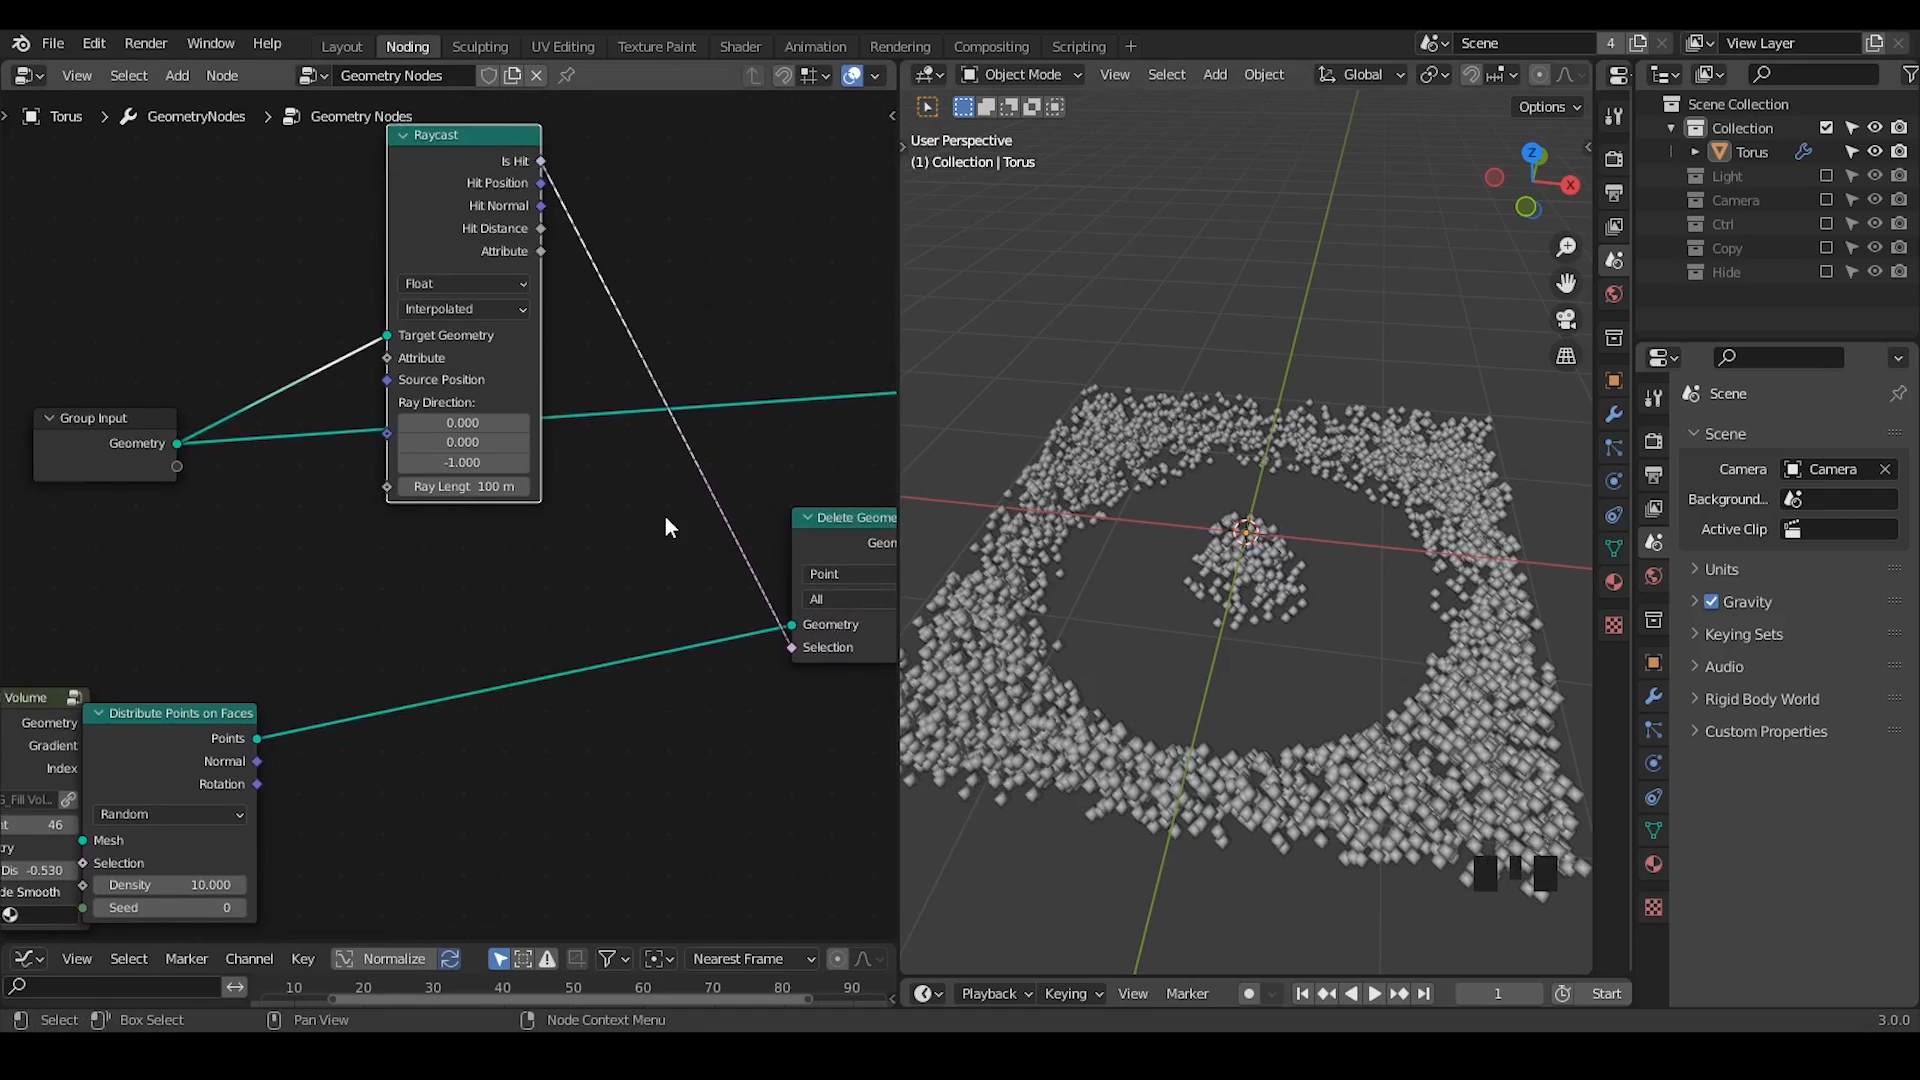 File Edit Render Window Help Layout Noding Sculpting UV Editing Texture Paint Shader Animation Rendering Compositing Scripting + Scene 4 View Layer
View Select Add Node Geometry Nodes
Object Mode View Select Add Object Global
Torus > GeometryNodes > Geometry Nodes
Options
User Perspective
(1) Collection | Torus
Z
X
Scene Collection
Collection
Torus
Light
Camera
Ctrl
Copy
Hide
Raycast
Is Hit
Hit Position
Hit Normal
Hit Distance
Attribute
Float
Interpolated
Target Geometry
Attribute
Source Position
Ray Direction:
0.000
0.000
-1.000
Ray Lengt 100 m
Group Input
Geometry
Delete Geome
Geon
Point
All
Geometry
Selection
Volume
Geometry
Gradient
Index
46
Dis -0.530
de Smooth
Distribute Points on Faces
Points
Normal
Rotation
Random
Mesh
Selection
Density 10.000
Seed 0
Scene
Scene
Camera Camera
Background...
Active Clip
Units
Gravity
Keying Sets
Audio
Rigid Body World
Custom Properties
View Select Marker Channel Key Normalize Nearest Frame
10 20 30 40 50 60 70 80 90
Playback Keying View Marker 1 Start
Select Box Select Pan View Node Context Menu 3.0.0